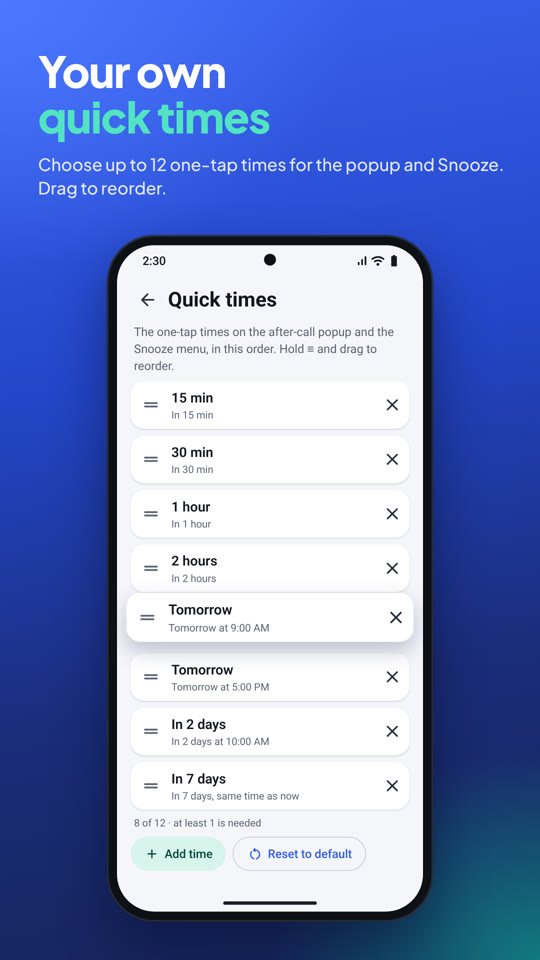 Your own
quick times
Choose up to 12 one-tap times for the popup and Snooze.
Drag to reorder.
2:30
Quick times
The one-tap times on the after-call popup and the
Snooze menu, in this order. Hold ≡ and drag to
reorder.
15 min
In 15 min
30 min
In 30 min
1 hour
In 1 hour
2 hours
In 2 hours
Tomorrow
Tomorrow at 9:00 AM
Tomorrow
Tomorrow at 5:00 PM
In 2 days
In 2 days at 10:00 AM
In 7 days
In 7 days, same time as now
8 of 12 · at least 1 is needed
Add time
Reset to default